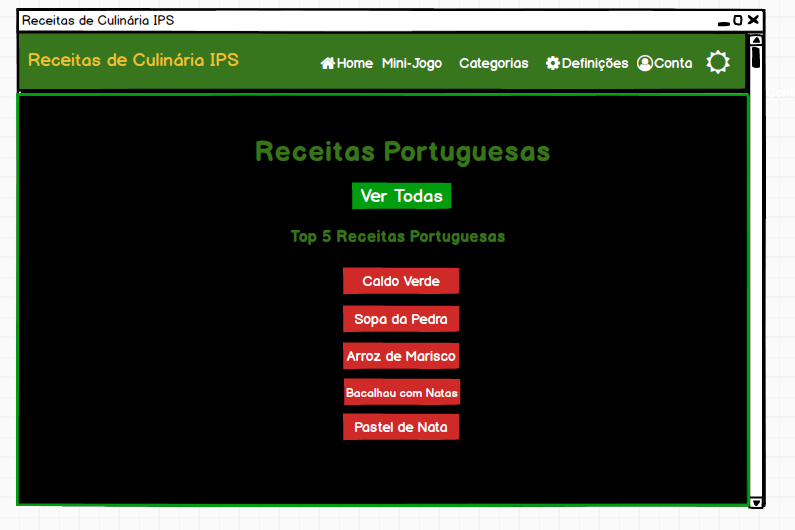 Receitas de Culinária IPS
Receitas de Culinária IPS Home Mini-Jogo Categorias Definições Conta
Receitas Portuguesas
Ver Todas
Top 5 Receitas Portuguesas
Caldo Verde
Sopa da Pedra
Arroz de Marisco
Bacalhau com Natas
Pastel de Nata